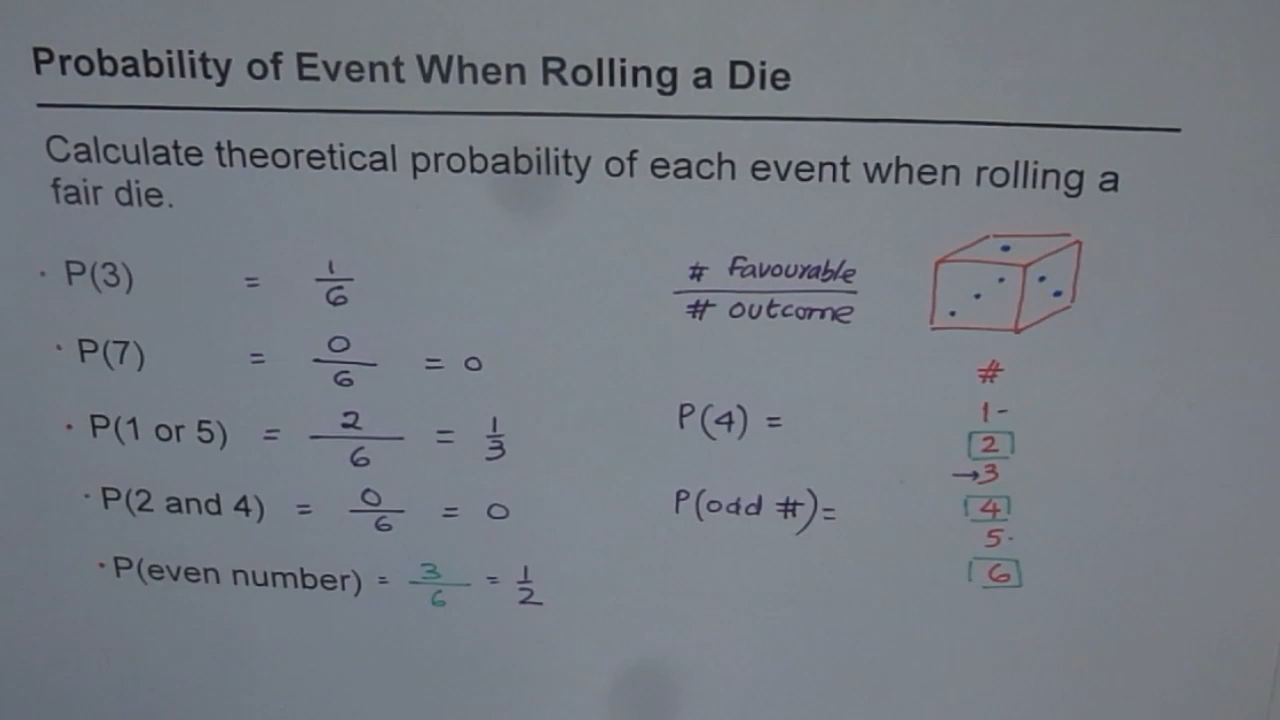 Probability of Event When Rolling a Die
Calculate theoretical probability of each event when rolling a
fair die.
· P(3) = 1/6
· P(7) = 0/6 = 0
· P(1 or 5) = 2/6 = 1/3
· P(2 and 4) = 0/6 = 0
· P(even number) = 3/6 = 1/2
# Favourable
# outcome
P(4) =
P(odd #) =
#
1-
2
→3
4
5·
6